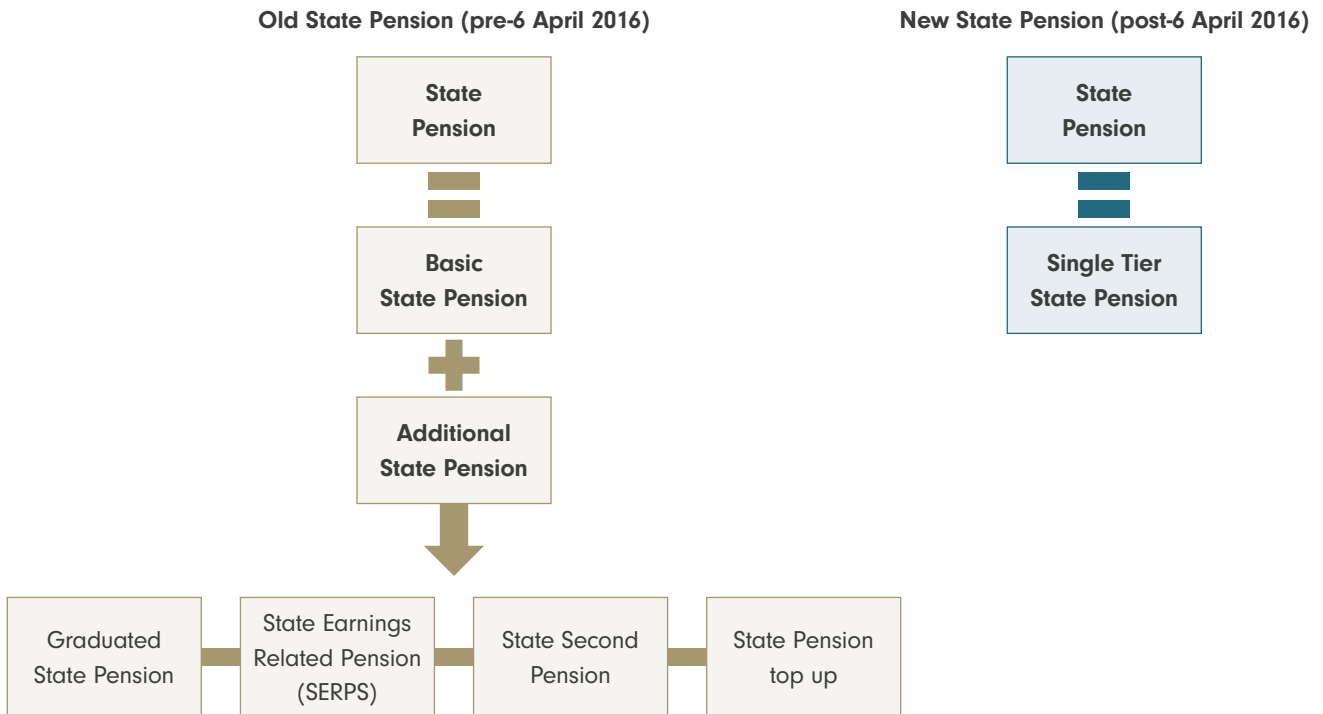 Old State Pension (pre-6 April 2016)
New State Pension (post-6 April 2016)
State
Pension
Basic
State Pension
Additional
State Pension
Graduated
State Pension
State Earnings
Related Pension
(SERPS)
State Second
Pension
State Pension
top up
State
Pension
Single Tier
State Pension